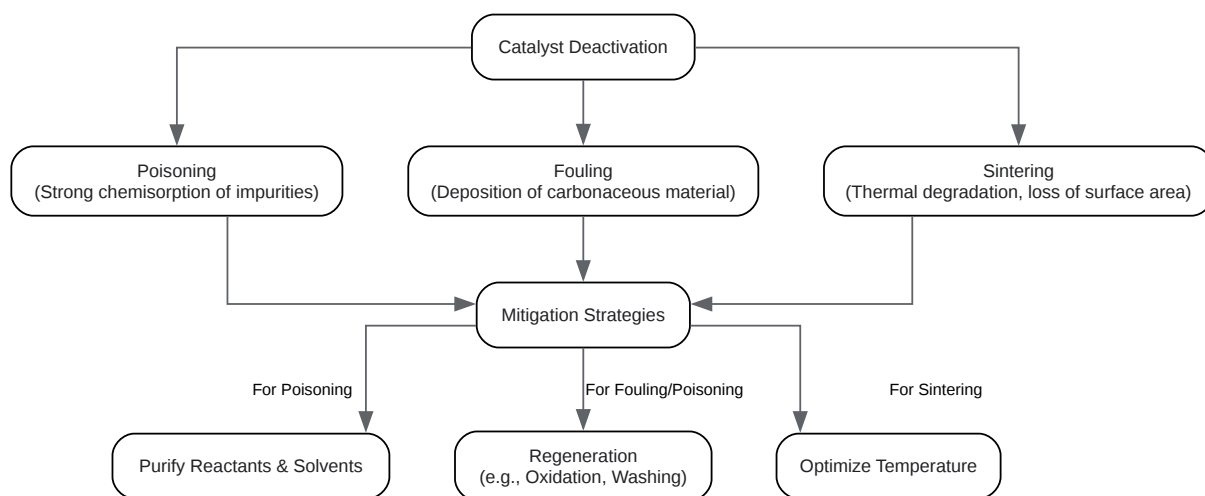 Catalyst Deactivation
Poisoning
(Strong chemisorption of impurities)
Fouling
(Deposition of carbonaceous material)
Sintering
(Thermal degradation, loss of surface area)
Mitigation Strategies
For Poisoning
For Fouling/Poisoning
For Sintering
Purify Reactants & Solvents
Regeneration
(e.g., Oxidation, Washing)
Optimize Temperature